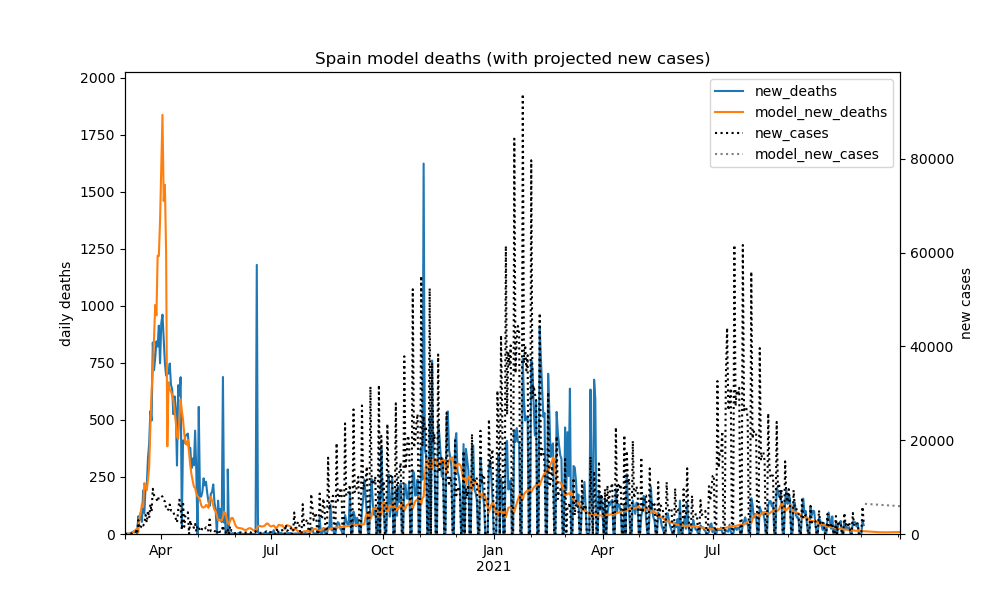 Spain model deaths (with projected new cases)
new_deaths
model_new_deaths
new_cases
model_new_cases
daily deaths
2000
1750
1500
1250
1000
750
500
250
0
new cases
80000
60000
40000
20000
0
Apr
Jul
Oct
Jan
2021
Apr
Jul
Oct